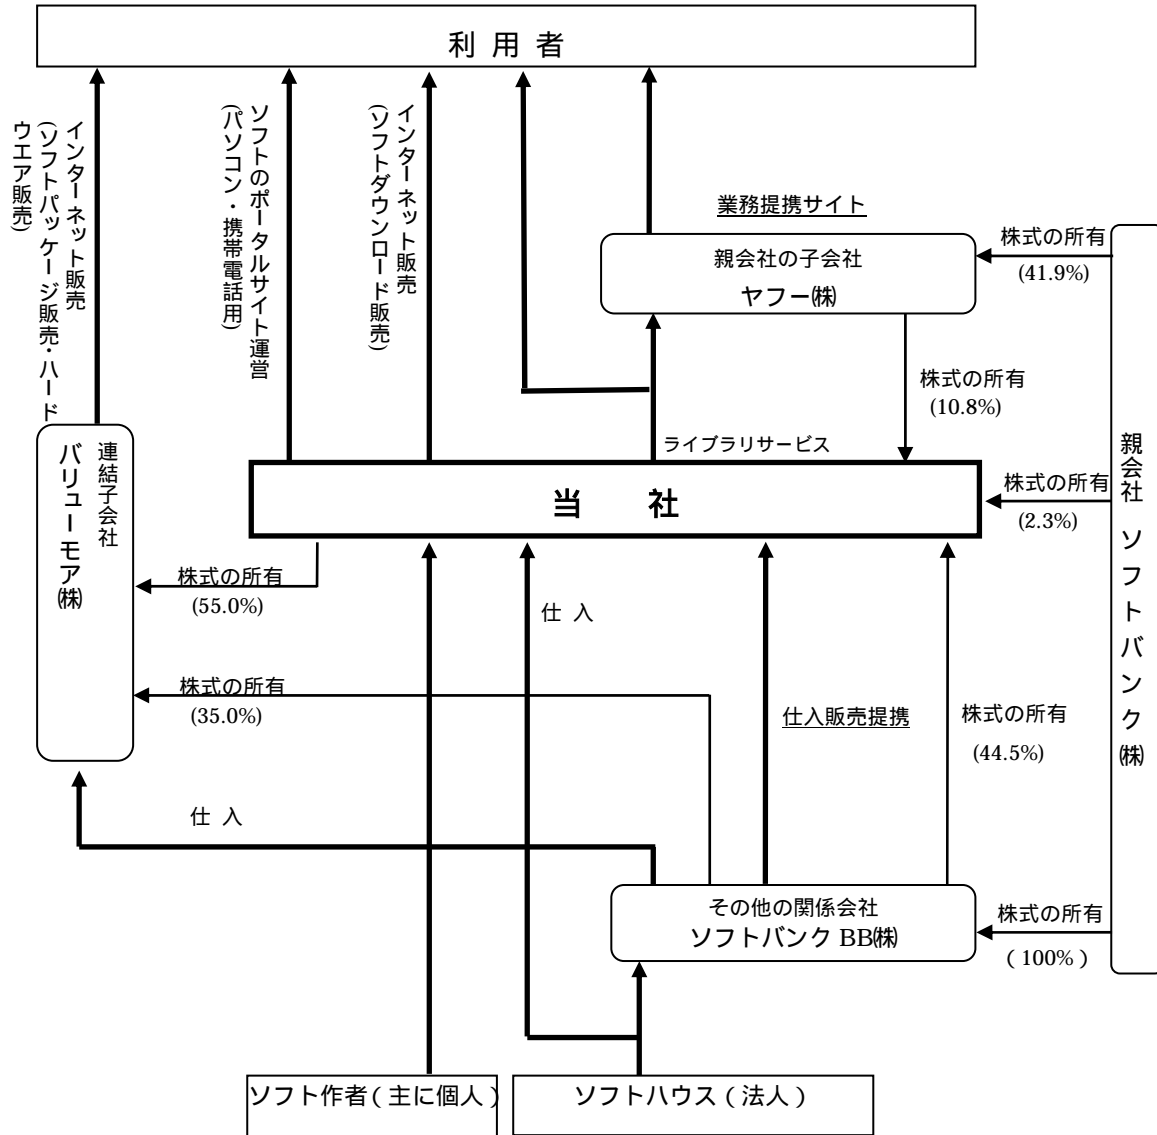 利 用 者
インターネット販売
(ソフトパッケージ販売・ハード
ウエア販売)
ソフトのポータルサイト運営
(パソコン・携帯電話用)
インターネット販売
(ソフトダウンロード販売)
業務提携サイト
親会社の子会社
ヤフー㈱
株式の所有
(41.9%)
株式の所有
(10.8%)
ライブラリサービス
当 社
株式の所有
(2.3%)
親会社 ソフトバンク㈱
連結子会社
バリューモア㈱
株式の所有
(55.0%)
仕 入
株式の所有
(35.0%)
仕入販売提携
株式の所有
(44.5%)
仕 入
その他の関係会社
ソフトバンク BB㈱
株式の所有
(100%)
ソフト作者(主に個人)
ソフトハウス(法人)